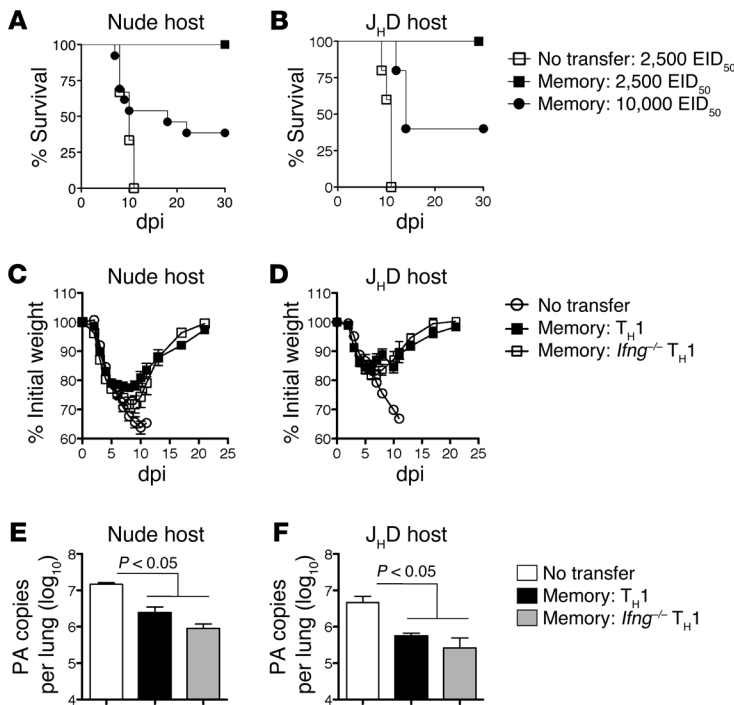 A
Nude host
% Survival
100
75
50
25
0
0 10 20 30
dpi
B
JHD host
% Survival
100
75
50
25
0
0 10 20 30
dpi
No transfer: 2,500 EID50
Memory: 2,500 EID50
Memory: 10,000 EID50
C
Nude host
% Initial weight
110
100
90
80
70
60
0 5 10 15 20 25
dpi
D
JHD host
% Initial weight
110
100
90
80
70
60
0 5 10 15 20 25
dpi
No transfer
Memory: TH1
Memory: Ifng–/– TH1
E
Nude host
PA copies
per lung (log10)
8
7
6
5
4
P < 0.05
F
JHD host
PA copies
per lung (log10)
8
7
6
5
4
P < 0.05
No transfer
Memory: TH1
Memory: Ifng–/– TH1